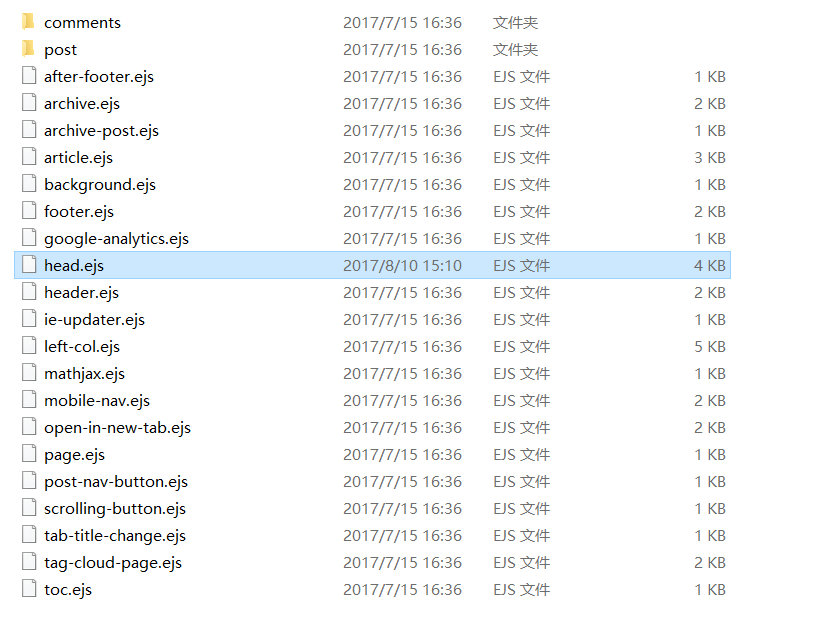 comments 2017/7/15 16:36 文件夹
post 2017/7/15 16:36 文件夹
after-footer.ejs 2017/7/15 16:36 EJS 文件 1 KB
archive.ejs 2017/7/15 16:36 EJS 文件 2 KB
archive-post.ejs 2017/7/15 16:36 EJS 文件 1 KB
article.ejs 2017/7/15 16:36 EJS 文件 3 KB
background.ejs 2017/7/15 16:36 EJS 文件 1 KB
footer.ejs 2017/7/15 16:36 EJS 文件 2 KB
google-analytics.ejs 2017/7/15 16:36 EJS 文件 1 KB
head.ejs 2017/8/10 15:10 EJS 文件 4 KB
header.ejs 2017/7/15 16:36 EJS 文件 2 KB
ie-updater.ejs 2017/7/15 16:36 EJS 文件 1 KB
left-col.ejs 2017/7/15 16:36 EJS 文件 5 KB
mathjax.ejs 2017/7/15 16:36 EJS 文件 1 KB
mobile-nav.ejs 2017/7/15 16:36 EJS 文件 2 KB
open-in-new-tab.ejs 2017/7/15 16:36 EJS 文件 2 KB
page.ejs 2017/7/15 16:36 EJS 文件 1 KB
post-nav-button.ejs 2017/7/15 16:36 EJS 文件 1 KB
scrolling-button.ejs 2017/7/15 16:36 EJS 文件 1 KB
tab-title-change.ejs 2017/7/15 16:36 EJS 文件 1 KB
tag-cloud-page.ejs 2017/7/15 16:36 EJS 文件 2 KB
toc.ejs 2017/7/15 16:36 EJS 文件 1 KB